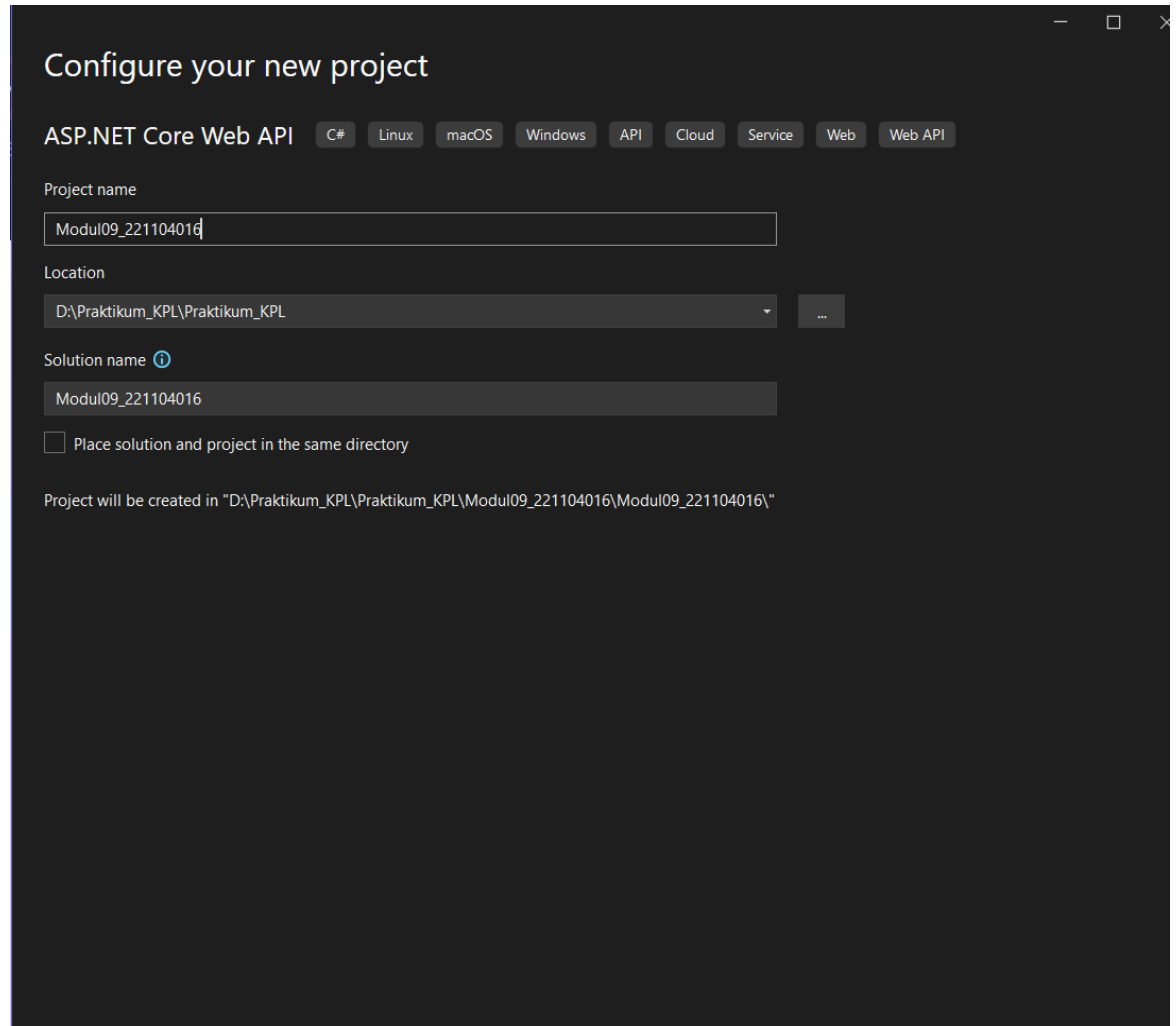 Configure your new project
ASP.NET Core Web API C# Linux macOS Windows API Cloud Service Web Web API
Project name
Modul09_221104016
Location
D:\Praktikum_KPL\Praktikum_KPL
...
Solution name
Modul09_221104016
Place solution and project in the same directory
Project will be created in "D:\Praktikum_KPL\Praktikum_KPL\Modul09_221104016\Modul09_221104016\"